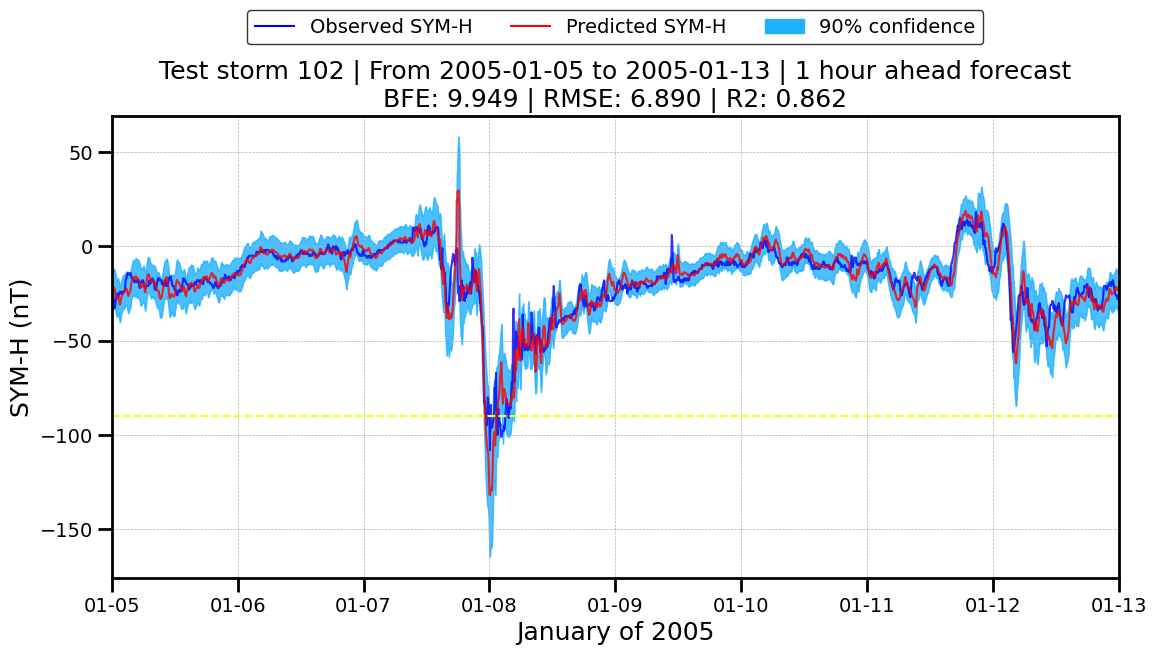 Observed SYM-H Predicted SYM-H 90% confidence
Test storm 102 | From 2005-01-05 to 2005-01-13 | 1 hour ahead forecast
BFE: 9.949 | RMSE: 6.890 | R2: 0.862
50
0
−50
−100
−150
SYM-H (nT)
01-05 01-06 01-07 01-08 01-09 01-10 01-11 01-12 01-13
January of 2005